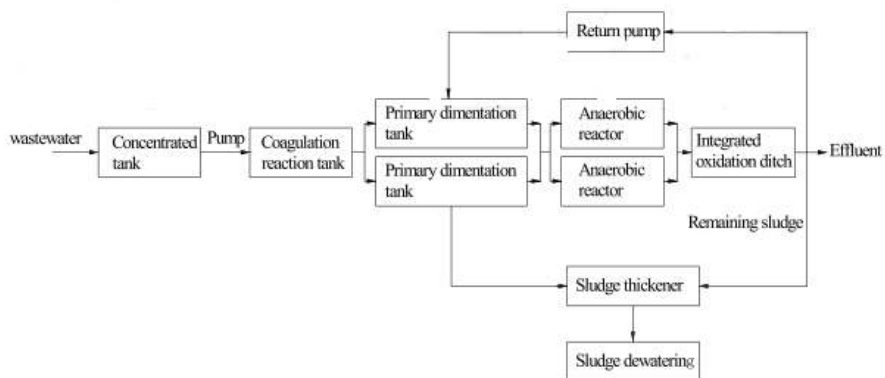 Return pump
Primary dimentation
tank
Anaerobic
reactor
wastewater
Concentrated
tank
Pump
Coagulation
reaction tank
Integrated
oxidation ditch
Effluent
Primary dimentation
tank
Anaerobic
reactor
Remaining sludge
Sludge thickener
Sludge dewatering